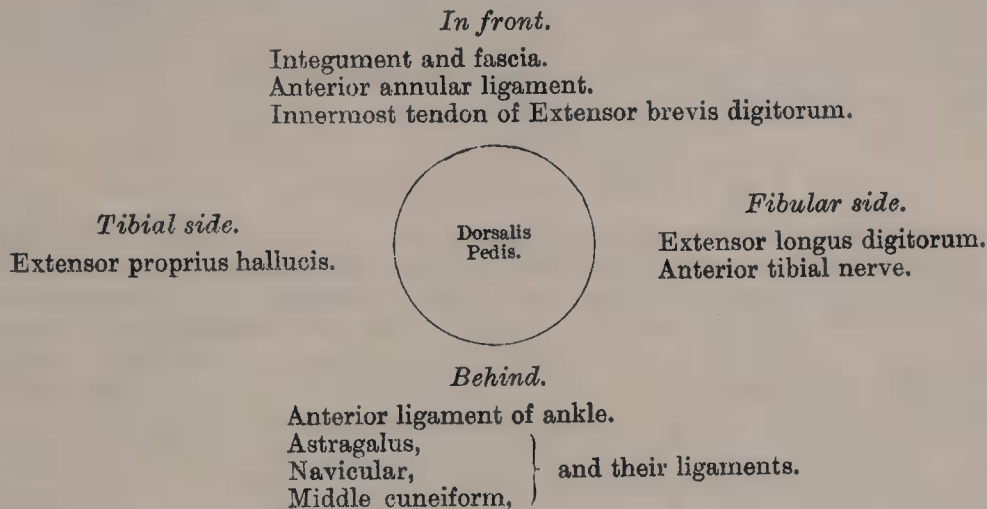 In front.
Integument and fascia.
Anterior annular ligament.
Innermost tendon of Extensor brevis digitorum.
Tibial side.
Extensor proprius hallucis.
Dorsalis
Pedis.
Fibular side.
Extensor longus digitorum.
Anterior tibial nerve.
Behind.
Anterior ligament of ankle.
Astragalus,
Navicular,
and their ligaments.
Middle cuneiform,